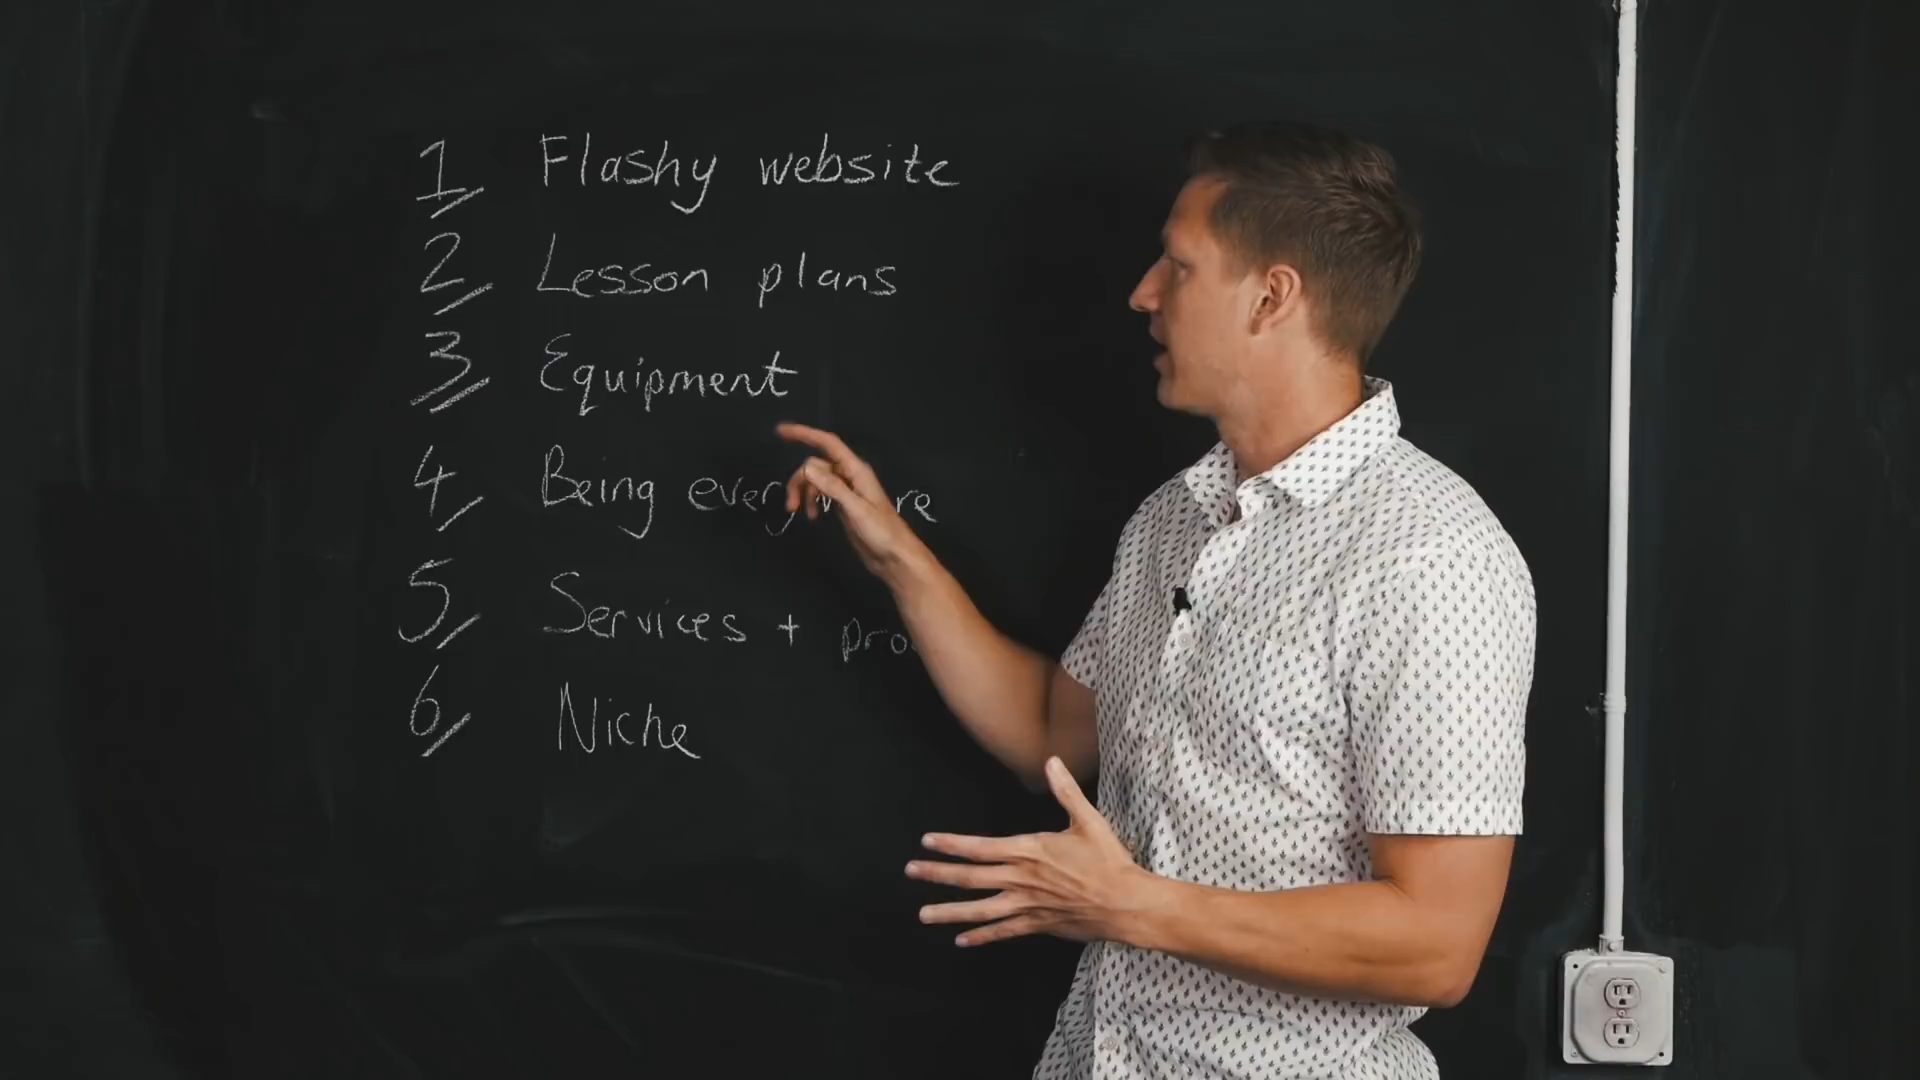 1 Flashy website
2 Lesson plans
3 Equipment
4 Being
5 Services +
6 Niche